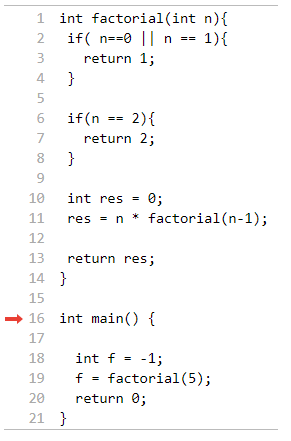 1 int factorial(int n){
2 if( n==0 || n == 1){
3 return 1;
4 }
5
6 if(n == 2){
7 return 2;
8 }
9
10 int res = 0;
11 res = n * factorial(n-1);
12
13 return res;
14 }
15
16 int main() {
17
18 int f = -1;
19 f = factorial(5);
20 return 0;
21 }